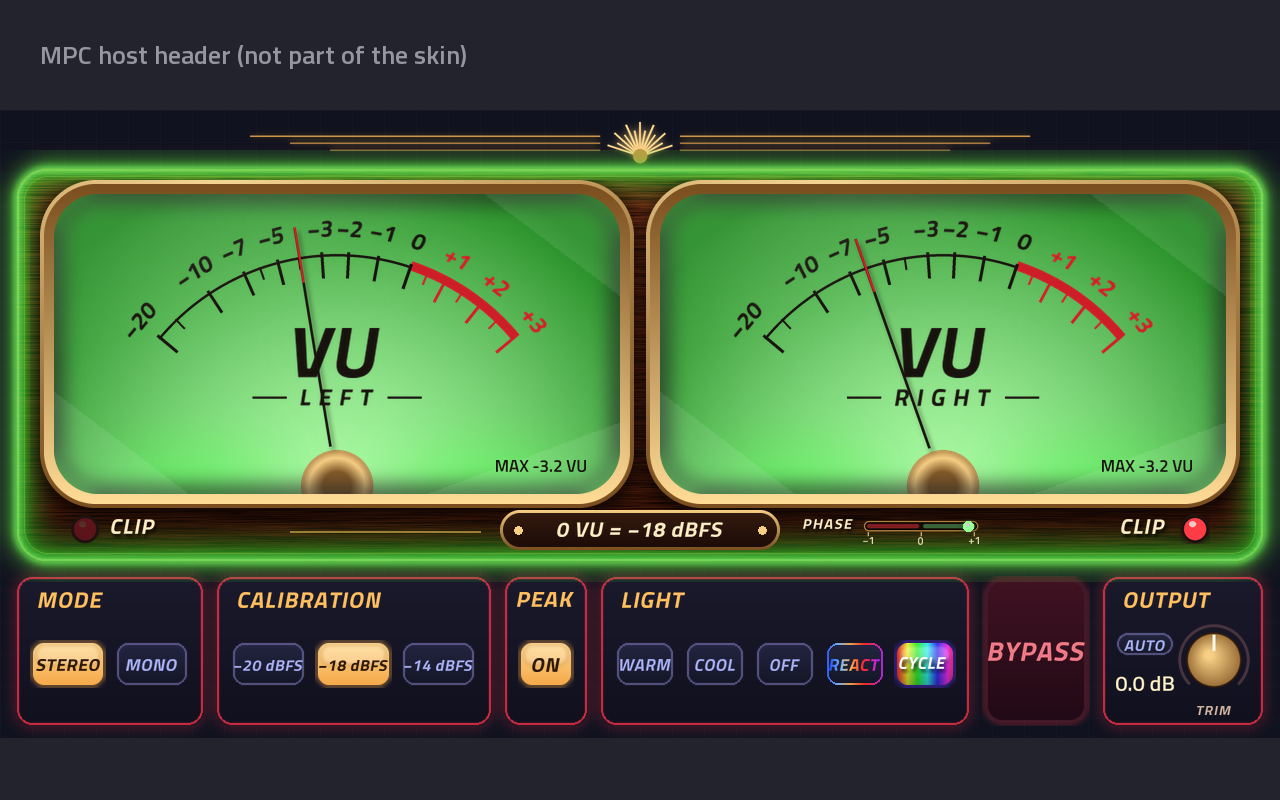 MPC host header (not part of the skin)
−20 −10 −7 −5 −3 −2 −1 0 +1 +2 +3
VU
LEFT
MAX -3.2 VU
−20 −10 −7 −5 −3 −2 −1 0 +1 +2 +3
VU
RIGHT
MAX -3.2 VU
CLIP
0 VU = −18 dBFS
PHASE
−1 0 +1
CLIP
MODE
STEREO MONO
CALIBRATION
−20 dBFS −18 dBFS −14 dBFS
PEAK
ON
LIGHT
WARM COOL OFF REACT CYCLE
BYPASS
OUTPUT
AUTO
0.0 dB
TRIM